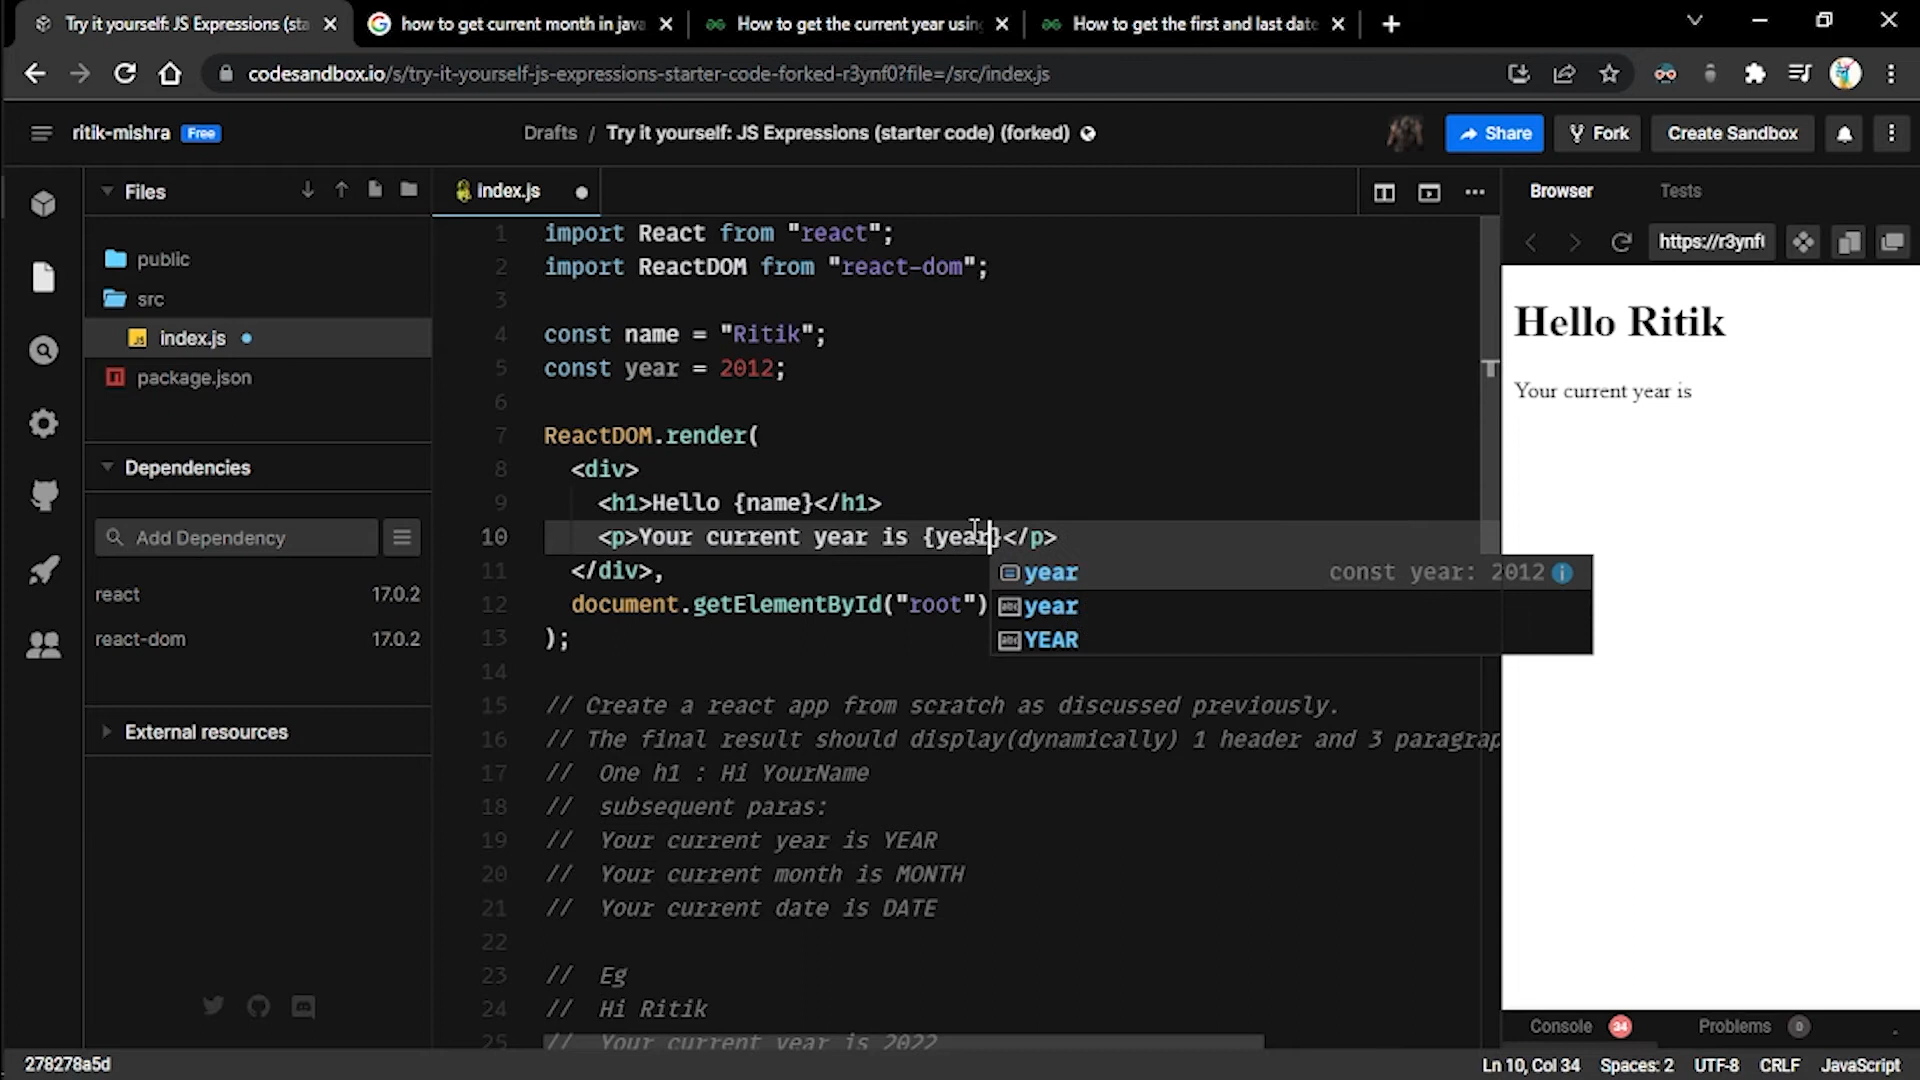 Try it yourself: JS Expressions (sta
how to get current month in java
How to get the current year using
How to get the first and last date
codesandbox.io/s/try-it-yourself-js-expressions-starter-code-forked-r3ynf0?file=/src/index.js
ritik-mishra Free
Drafts / Try it yourself: JS Expressions (starter code) (forked)
Share
Fork
Create Sandbox
Files
index.js
Browser
Tests
https://r3ynf
public
src
index.js
package.json
Dependencies
Add Dependency
react 17.0.2
react-dom 17.0.2
External resources
1 import React from "react";
2 import ReactDOM from "react-dom";
3
4 const name = "Ritik";
5 const year = 2012;
6
7 ReactDOM.render(
8 <div>
9 <h1>Hello {name}</h1>
10 <p>Your current year is {year}</p>
11 </div>,
12 document.getElementById("root")
13 );
14
15 // Create a react app from scratch as discussed previously.
16 // The final result should display(dynamically) 1 header and 3 paragrap
17 // One h1 : Hi YourName
18 // subsequent paras:
19 // Your current year is YEAR
20 // Your current month is MONTH
21 // Your current date is DATE
22
23 // Eg
24 // Hi Ritik
25 // Your current year is 2022
year const year: 2012
year
YEAR
Hello Ritik
Your current year is
Console 34
Problems 0
278278a5d
Ln 10, Col 34 Spaces: 2 UTF-8 CRLF JavaScript